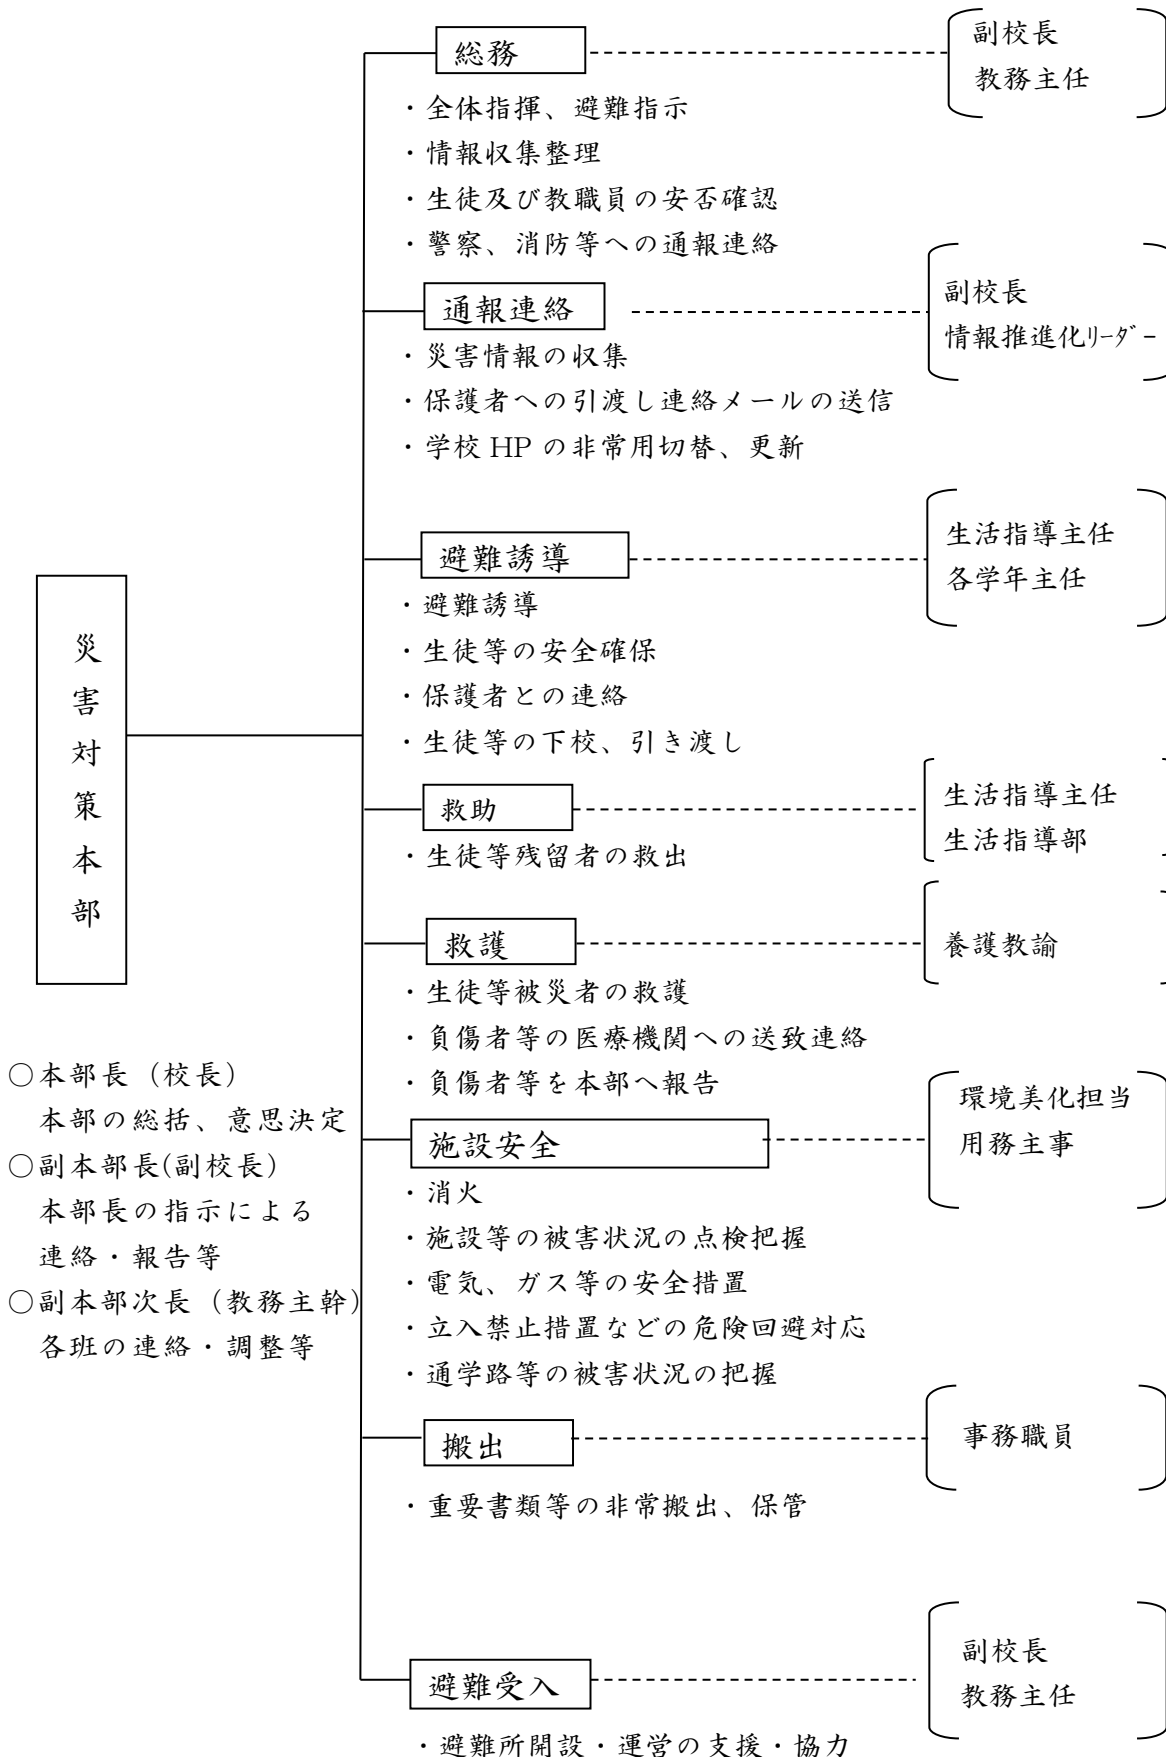 総務
副校長
教務主任
・全体指揮、避難指示
・情報収集整理
・生徒及び教職員の安否確認
・警察、消防等への通報連絡
通報連絡
副校長
情報推進化ﾘｰﾀﾞｰ
・災害情報の収集
・保護者への引渡し連絡メールの送信
・学校 HP の非常用切替、更新
避難誘導
生活指導主任
各学年主任
・避難誘導
・生徒等の安全確保
・保護者との連絡
・生徒等の下校、引き渡し
災害対策本部
救助
生活指導主任
生活指導部
・生徒等残留者の救出
救護
養護教諭
・生徒等被災者の救護
・負傷者等の医療機関への送致連絡
・負傷者等を本部へ報告
○本部長（校長）
本部の総括、意思決定
○副本部長(副校長）
本部長の指示による
連絡・報告等
○副本部次長（教務主幹）
各班の連絡・調整等
施設安全
環境美化担当
用務主事
・消火
・施設等の被害状況の点検把握
・電気、ガス等の安全措置
・立入禁止措置などの危険回避対応
・通学路等の被害状況の把握
搬出
事務職員
・重要書類等の非常搬出、保管
避難受入
副校長
教務主任
・避難所開設・運営の支援・協力